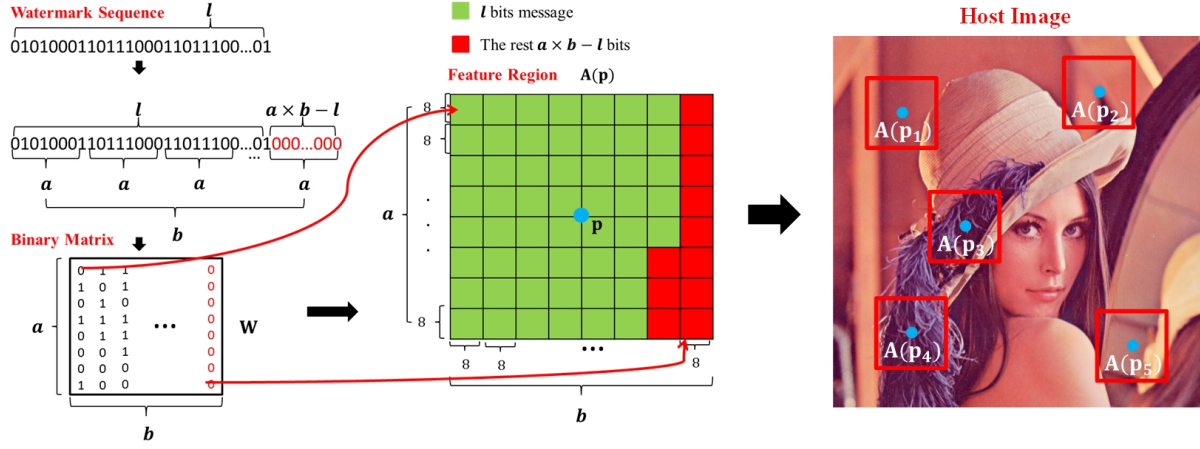 Watermark Sequence
l
010100011011100011011100...01
l
a × b − l
010100011011100011011100...01000...000
...
a a a a
b
Binary Matrix
0 1 1 0
1 0 1 0
0 1 0 0
1 1 1 0
a 0 1 1 ... 0 W
0 0 1 0
0 0 0 0
1 0 0 0
b
l bits message
The rest a × b − l bits
Feature Region A(p)
8
8
a
.
.
.
p
8
8 8 ... 8
b
Host Image
A(p₁)
A(p₂)
A(p₃)
A(p₄)
A(p₅)